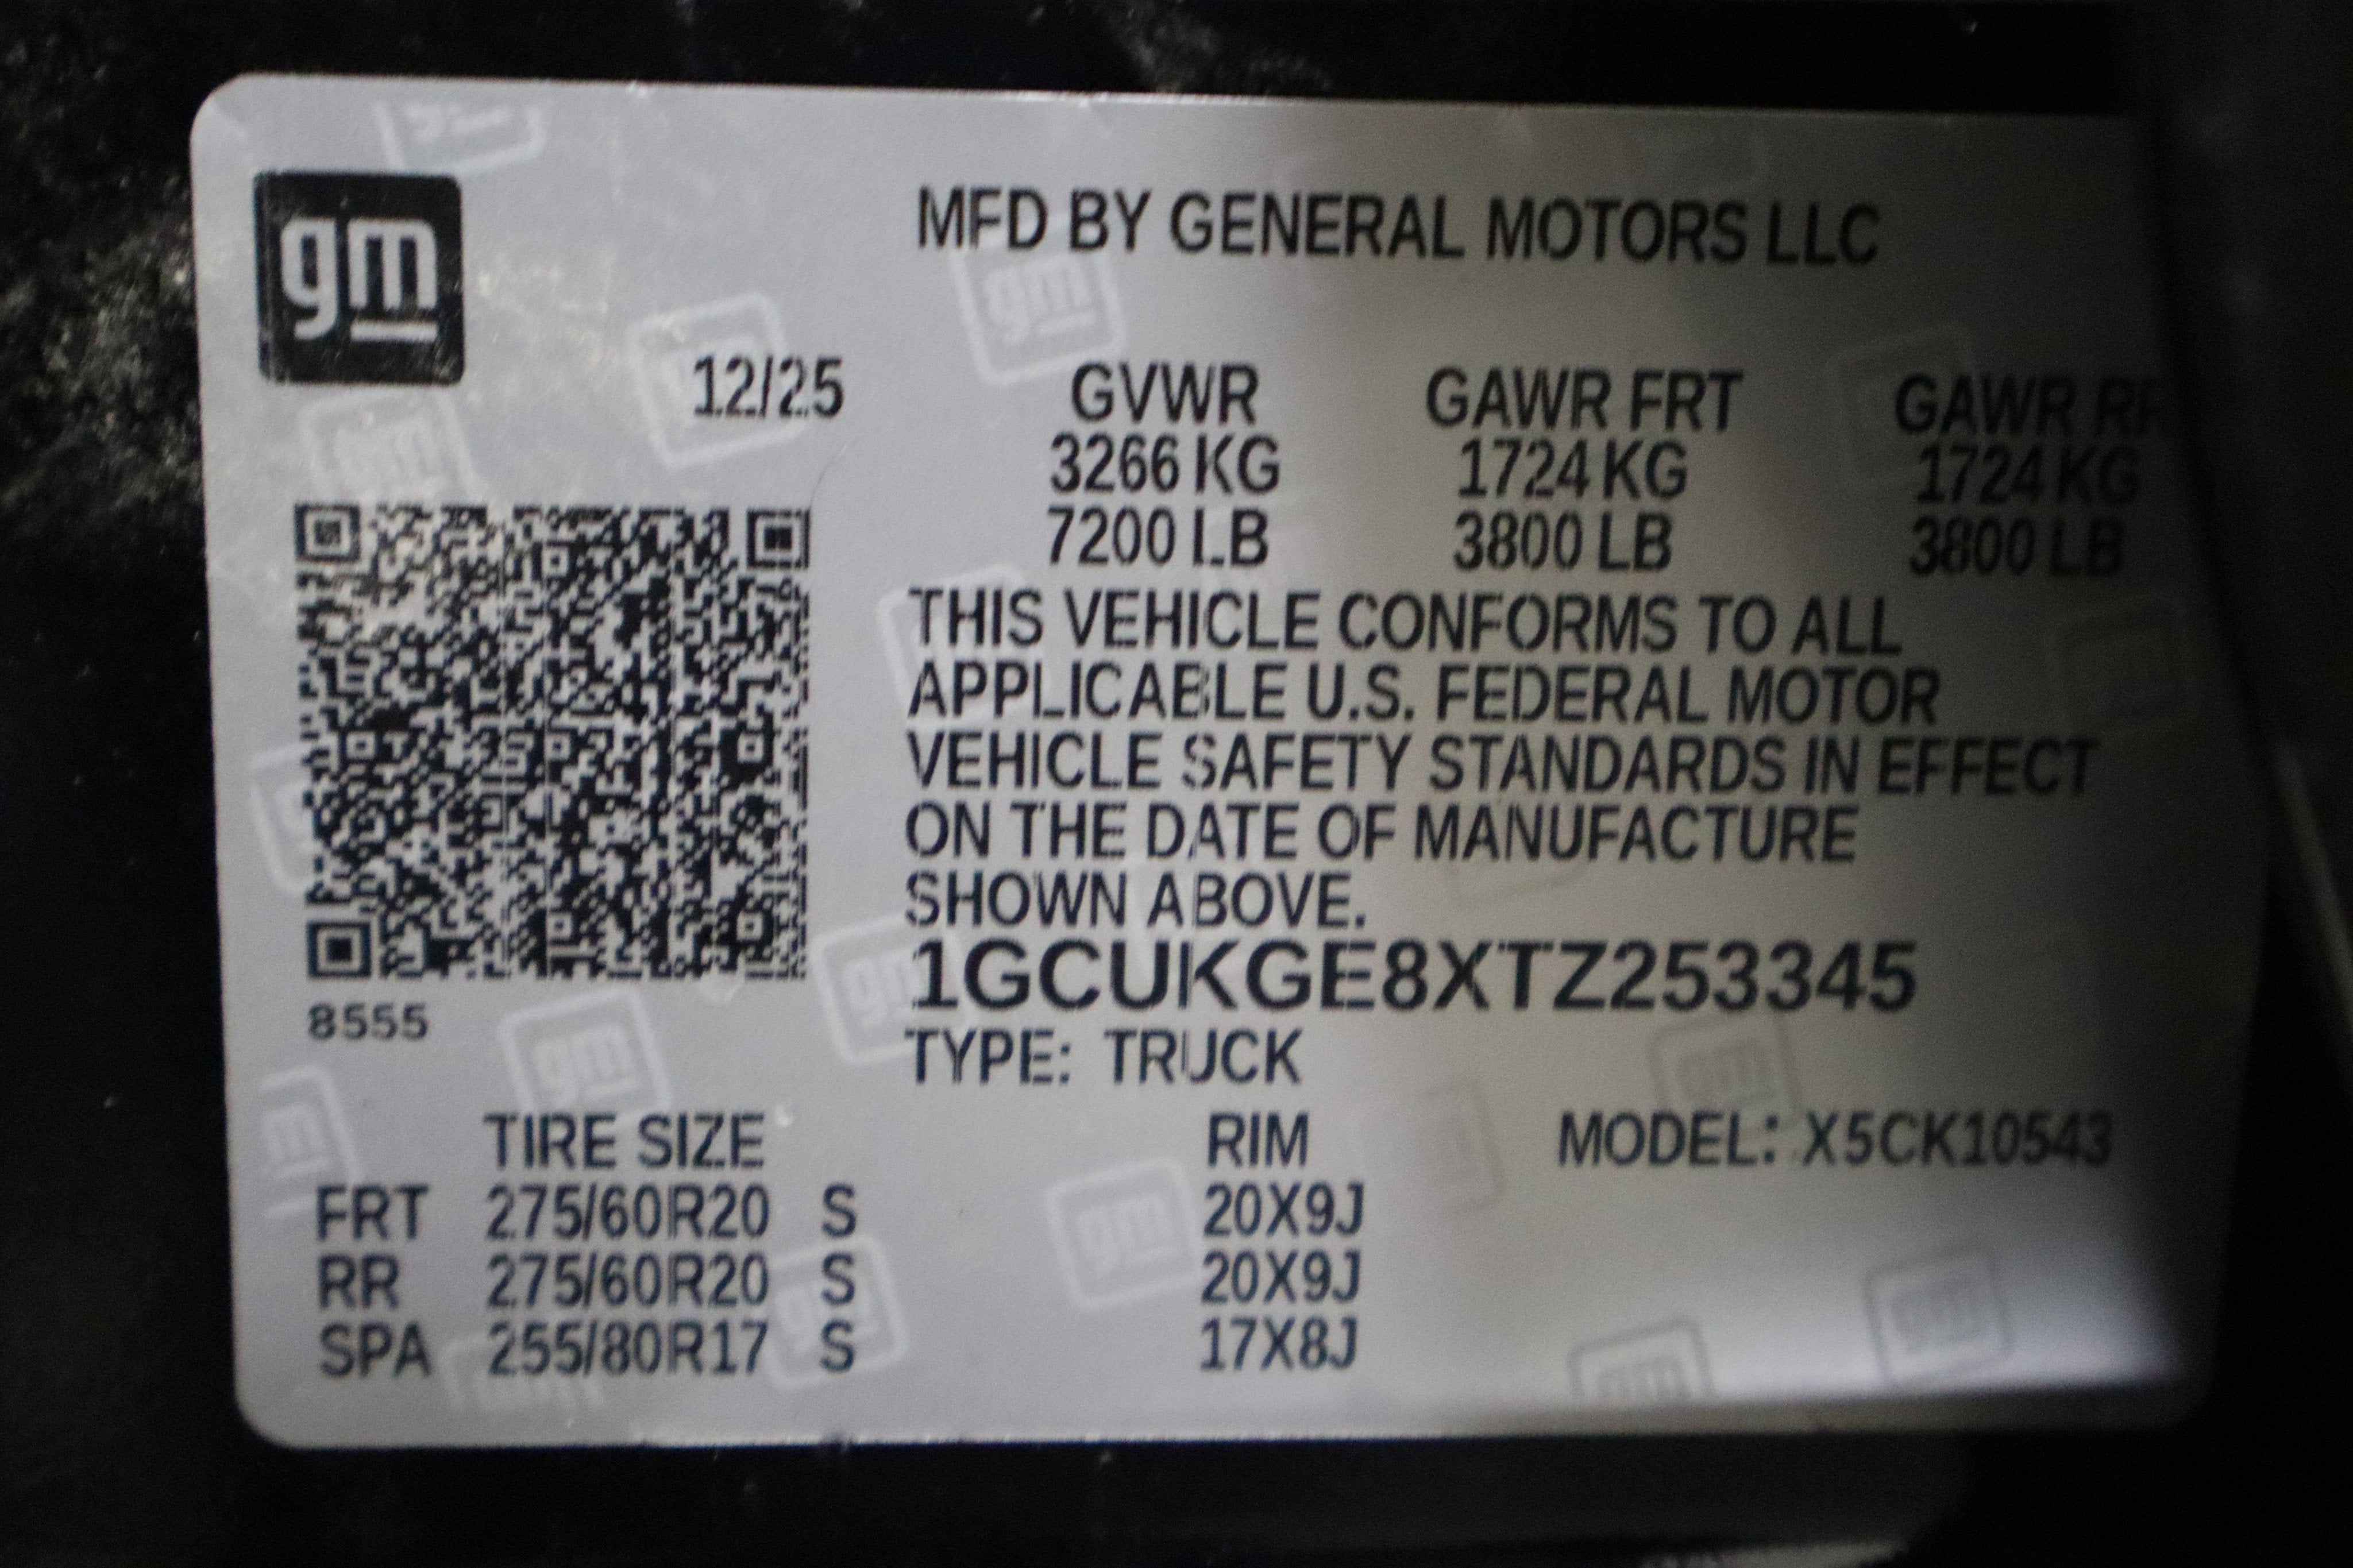 gm
MFD BY GENERAL MOTORS LLC
12/25
GVWR GAWR FRT GAWR RR
3266 KG 1724 KG 1724 KG
7200 LB 3800 LB 3800 LB
THIS VEHICLE CONFORMS TO ALL
APPLICABLE U.S. FEDERAL MOTOR
VEHICLE SAFETY STANDARDS IN EFFECT
ON THE DATE OF MANUFACTURE
SHOWN ABOVE.
1GCUKGE8XTZ253345
8555
TYPE: TRUCK
TIRE SIZE RIM MODEL: X5CK10543
FRT 275/60R20 S 20X9J
RR 275/60R20 S 20X9J
SPA 255/80R17 S 17X8J